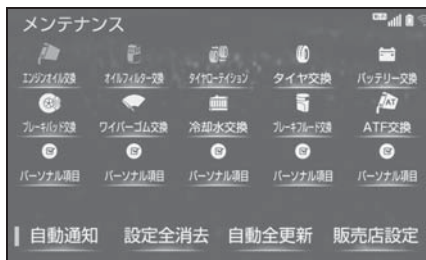 メンテナンス
エンジンオイル交換 オイルフィルター交換 タイヤローテイション タイヤ交換 バッテリー交換
ブレーキパッド交換 ワイパーゴム交換 冷却水交換 ブレーキフルード交換 ATF交換
パーソナル項目 パーソナル項目 パーソナル項目 パーソナル項目 パーソナル項目
自動通知 設定全消去 自動全更新 販売店設定